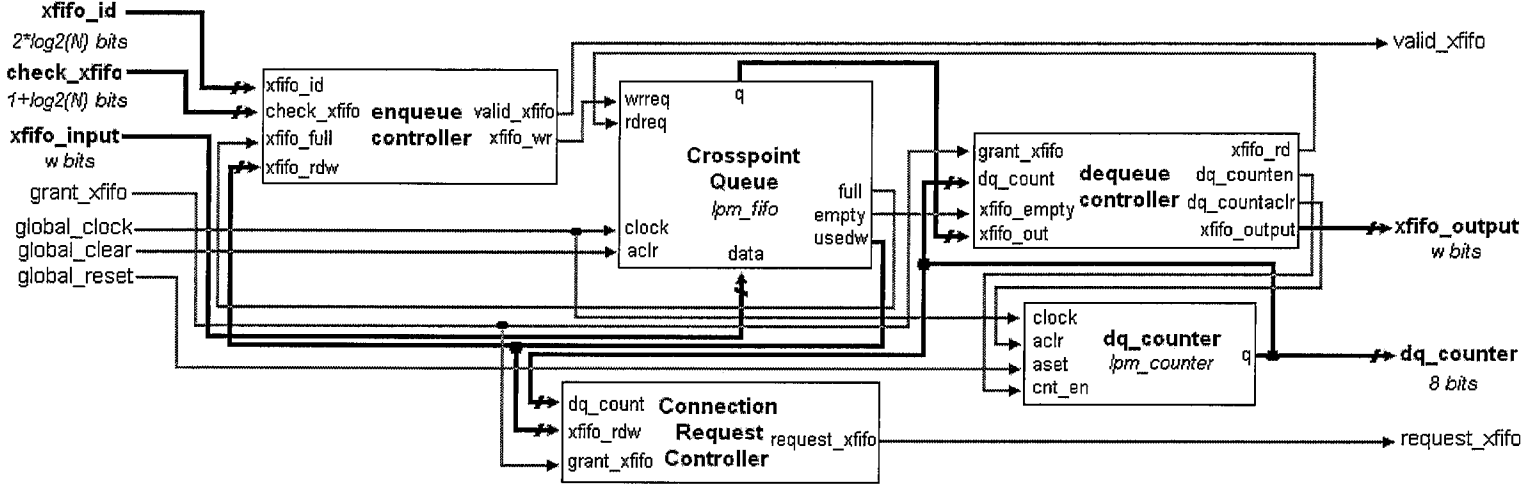 xfifo_id
2*log2(N) bits
check_xfifo
1+log2(N) bits
xfifo_input
w bits
grant_xfifo
global_clock
global_clear
global_reset
xfifo_id
check_xfifo
xfifo_full
xfifo_rdw
enqueue
controller
valid_xfifo
xfifo_wr
wrreq
rdreq
q
Crosspoint
Queue
lpm_fifo
full
empty
usedw
clock
aclr
data
grant_xfifo
dq_count
xfifo_empty
xfifo_out
dequeue
controller
xfifo_rd
dq_counten
dq_countaclr
xfifo_output
valid_xfifo
xfifo_output
w bits
clock
aclr
aset
cnt_en
dq_counter
lpm_counter
q
dq_counter
8 bits
dq_count
xfifo_rdw
grant_xfifo
Connection
Request
Controller
request_xfifo
request_xfifo